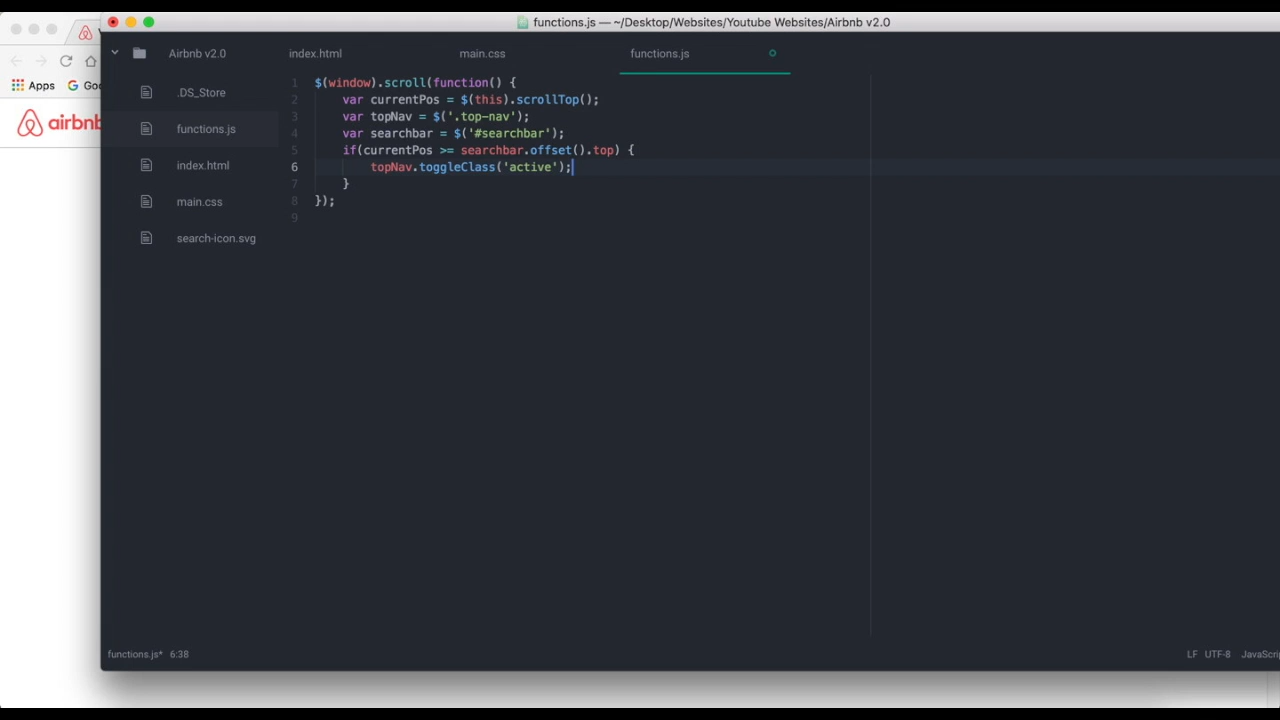 functions.js — ~/Desktop/Websites/Youtube Websites/Airbnb v2.0
Airbnb v2.0
index.html
main.css
functions.js
Apps
Goo
airbnb
.DS_Store
functions.js
index.html
main.css
search-icon.svg
1 $(window).scroll(function() {
2 var currentPos = $(this).scrollTop();
3 var topNav = $('.top-nav');
4 var searchbar = $('#searchbar');
5 if(currentPos >= searchbar.offset().top) {
6 topNav.toggleClass('active');
7 }
8 });
9
functions.js* 6:38
LF UTF-8 JavaScrip